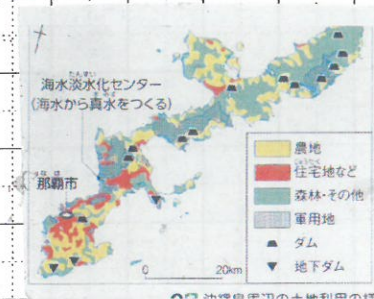 海水淡水化センター
(海水から真水をつくる)
那覇市
農地
住宅地など
森林・その他
軍用地
ダム
地下ダム
0 20km
沖縄島周辺の土地利用の様